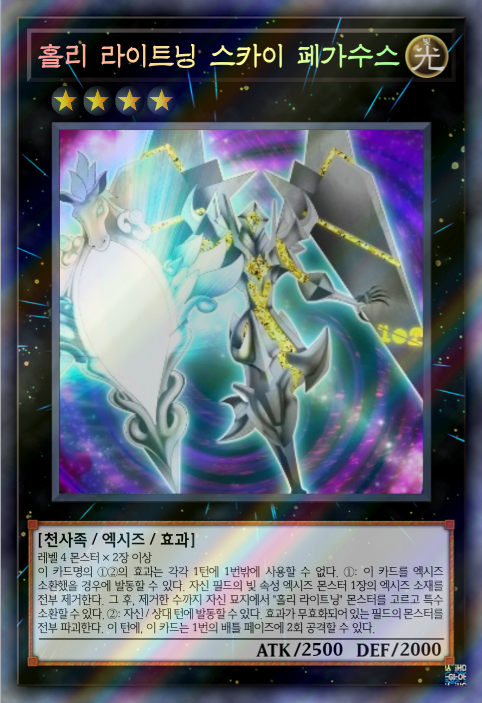 홀리 라이트닝 스카이 페가수스
빛
光
[천사족 / 엑시즈 / 효과]
레벨 4 몬스터 × 2장 이상
이 카드명의 ①②의 효과는 각각 1턴에 1번밖에 사용할 수 없다. ①: 이 카드를 엑시즈
소환했을 경우에 발동할 수 있다. 자신 필드의 빛 속성 엑시즈 몬스터 1장의 엑시즈 소재를
전부 제거한다. 그 후, 제거한 수까지 자신 묘지에서 "홀리 라이트닝" 몬스터를 고르고 특수
소환할 수 있다. ②: 자신 / 상대 턴에 발동할 수 있다. 효과가 무효화되어 있는 필드의 몬스터를
전부 파괴한다. 이 턴에, 이 카드는 1번의 배틀 페이즈에 2회 공격할 수 있다.
ATK/2500 DEF/2000